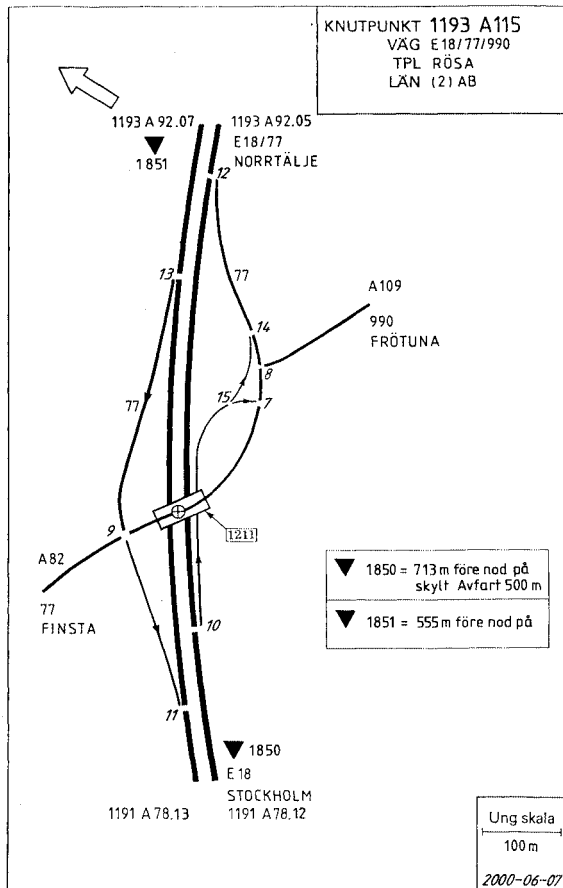 KNUTPUNKT 1193 A115
VÄG E18/77/990
TPL RÖSA
LÄN (2) AB
1193 A 92.07
1193 A 92.05
1851
E18/77
NORRTÄLJE
12
13
77
A109
990
FRÖTUNA
14
8
15
7
77
9
1211
A82
77
FINSTA
10
11
1850 = 713 m före nod på
skylt Avfart 500 m
1851 = 555 m före nod på
1850
E18
STOCKHOLM
1191 A 78.13
1191 A 78.12
Ung skala
100 m
2000-06-07